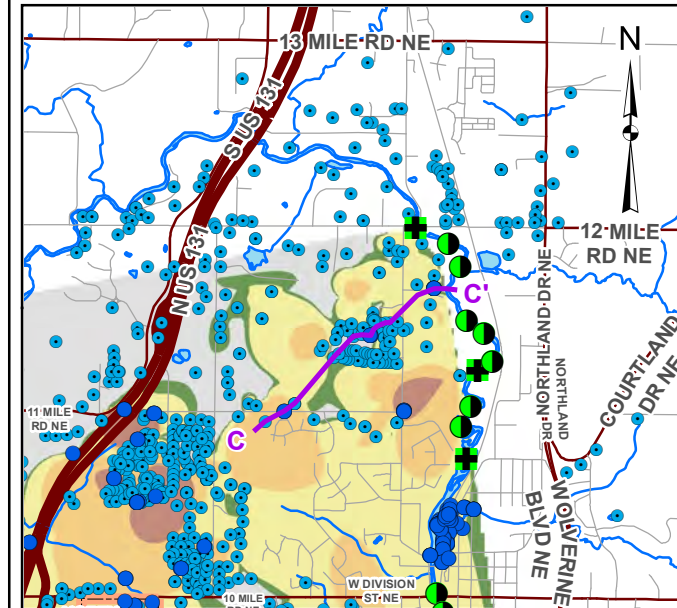 13 MILE RD NE
N
S US 131
12 MILE
RD NE
N US 131
C'
NORTHLAND DR NE
NORTHLAND
RD
COURTLAND
DR NE
11 MILE
RD NE
C
WOLVERINE
BLVD NE
W DIVISION
ST NE
10 MILE